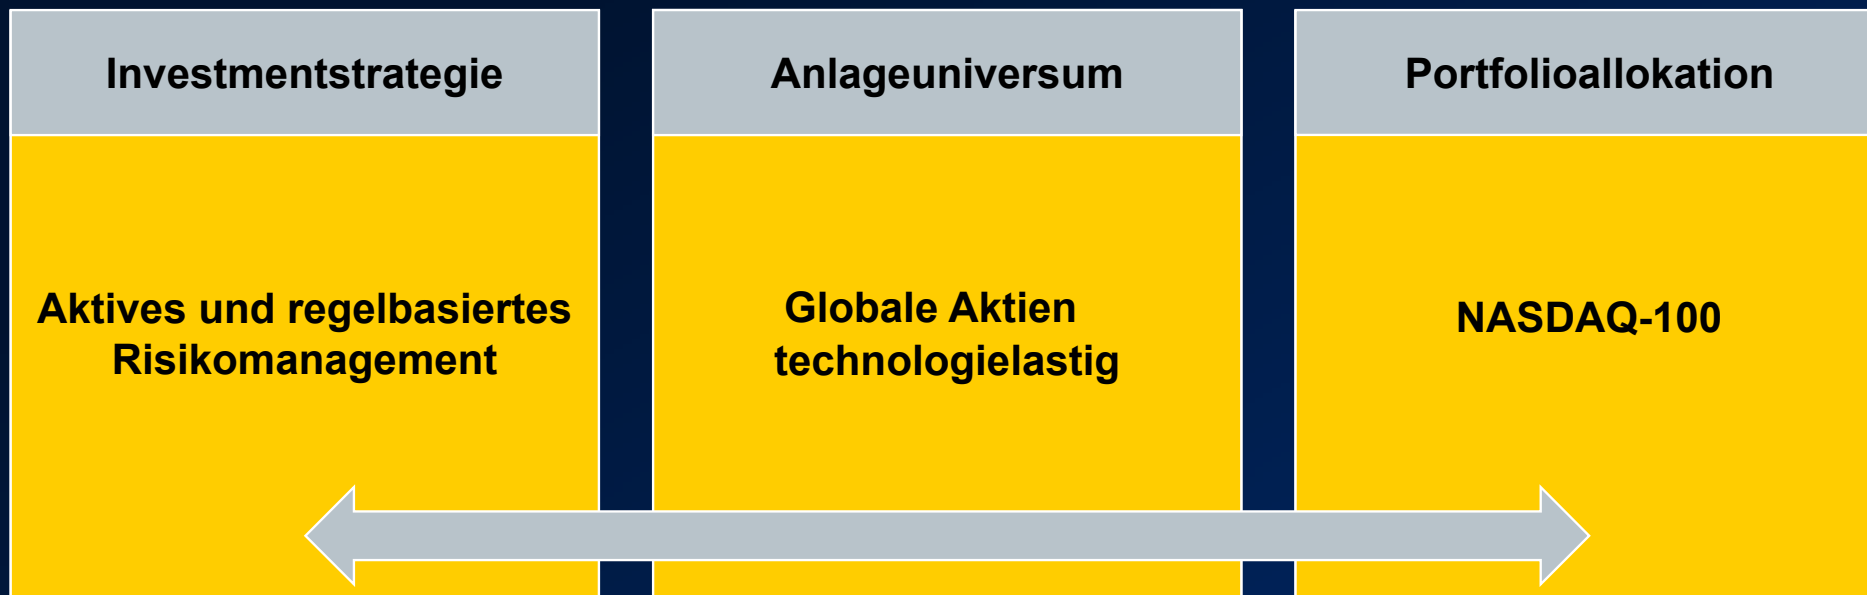 Investmentstrategie
Aktives und regelbasiertes
Risikomanagement
Anlageuniversum
Globale Aktien
technologielastig
Portfolioallokation
NASDAQ-100